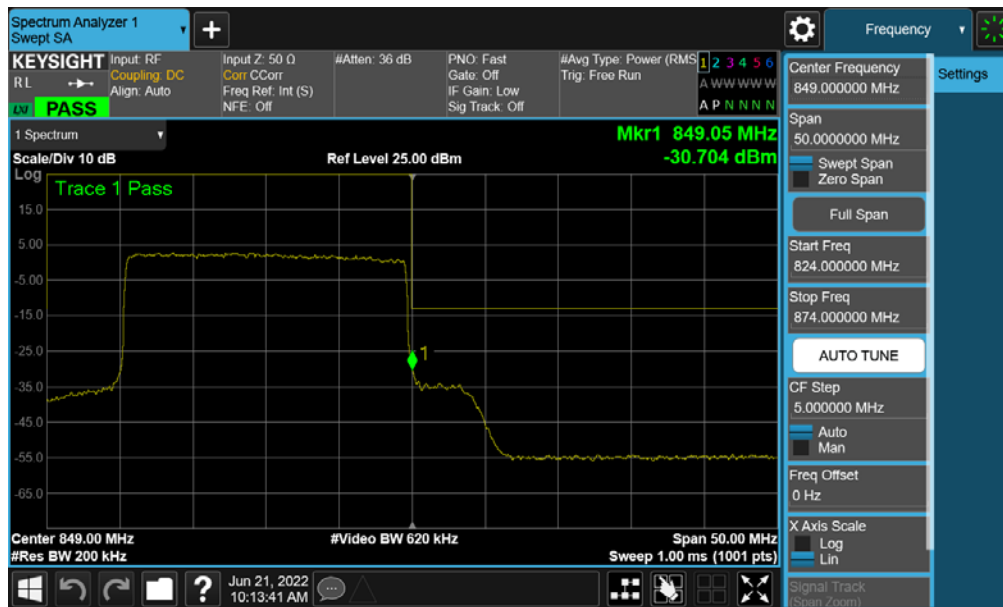 Spectrum Analyzer 1
Swept SA
Frequency
KEYSIGHT
RL
LXI
PASS
Input: RF
Coupling: DC
Align: Auto
Input Z: 50 Ω
Corr CCorr
Freq Ref: Int (S)
NFE: Off
#Atten: 36 dB
PNO: Fast
Gate: Off
IF Gain: Low
Sig Track: Off
#Avg Type: Power (RMS
Trig: Free Run
1 2 3 4 5 6
A W W W W W
A P N N N N
1 Spectrum
Mkr1 849.05 MHz
-30.704 dBm
Scale/Div 10 dB
Ref Level 25.00 dBm
Log
Trace 1 Pass
15.0
5.00
-5.00
-15.0
-25.0
1
-35.0
-45.0
-55.0
-65.0
Center 849.00 MHz
#Video BW 620 kHz
Span 50.00 MHz
#Res BW 200 kHz
Sweep 1.00 ms (1001 pts)
Jun 21, 2022
10:13:41 AM
Center Frequency
849.000000 MHz
Settings
Span
50.0000000 MHz
Swept Span
Zero Span
Full Span
Start Freq
824.000000 MHz
Stop Freq
874.000000 MHz
AUTO TUNE
CF Step
5.000000 MHz
Auto
Man
Freq Offset
0 Hz
X Axis Scale
Log
Lin
Signal Track
(Span Zoom)